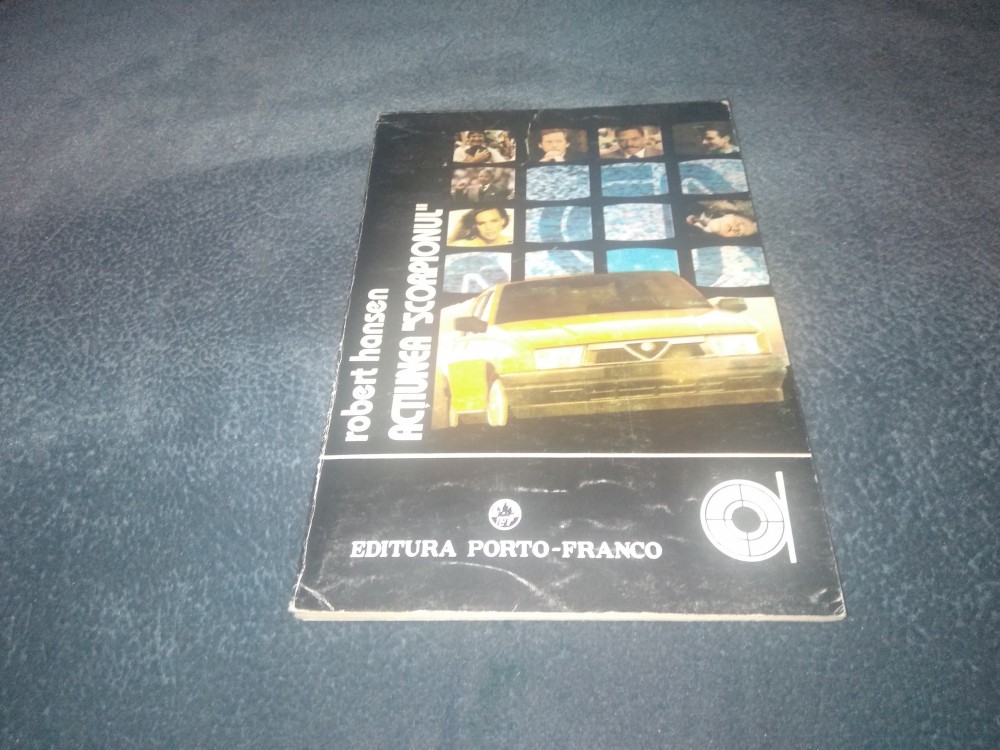 robert hansen
ACȚIUNEA "SCORPIONUL"
EDITURA PORTO-FRANCO